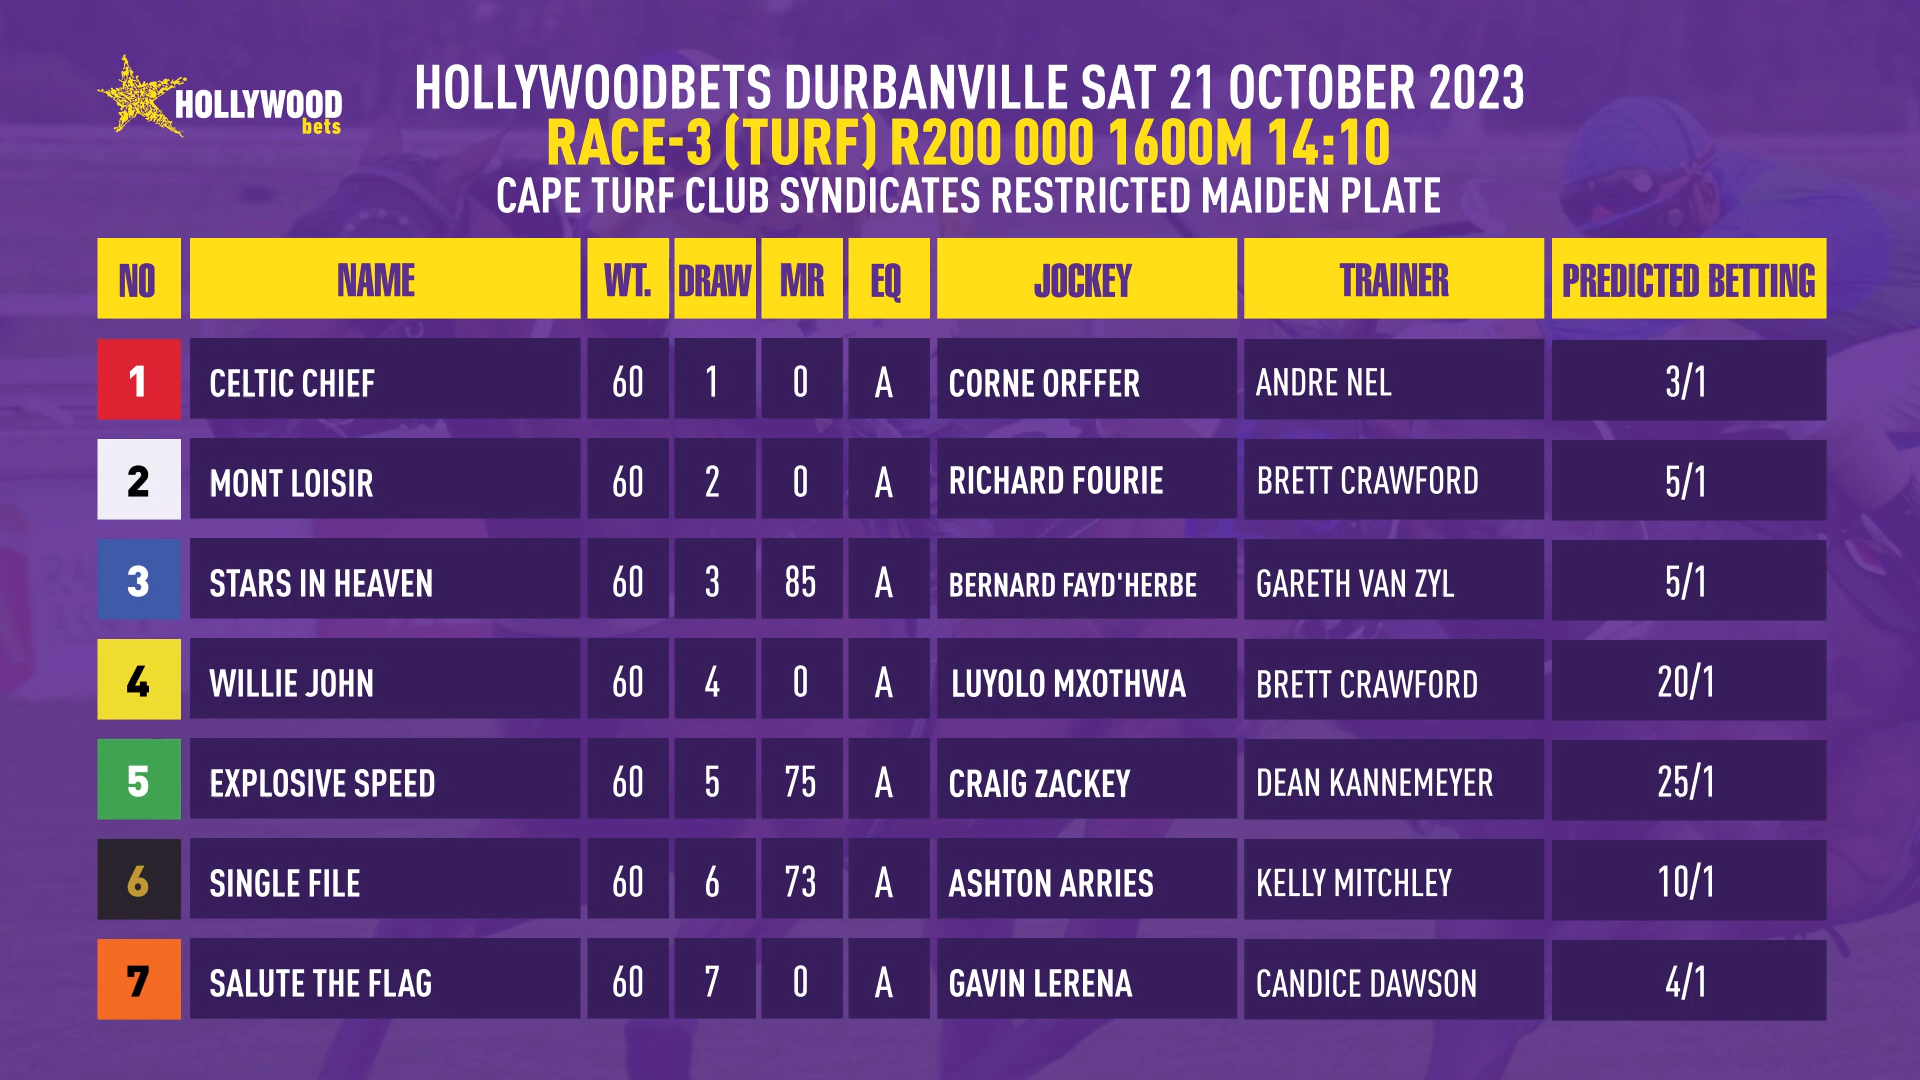 HOLLYWOOD
bets
HOLLYWOODBETS DURBANVILLE SAT 21 OCTOBER 2023
RACE-3 (TURF) R200 000 1600M 14:10
CAPE TURF CLUB SYNDICATES RESTRICTED MAIDEN PLATE
NO NAME WT. DRAW MR EQ JOCKEY TRAINER PREDICTED BETTING
1 CELTIC CHIEF 60 1 0 A CORNE ORFFER ANDRE NEL 3/1
2 MONT LOISIR 60 2 0 A RICHARD FOURIE BRETT CRAWFORD 5/1
3 STARS IN HEAVEN 60 3 85 A BERNARD FAYD'HERBE GARETH VAN ZYL 5/1
4 WILLIE JOHN 60 4 0 A LUYOLO MXOTHWA BRETT CRAWFORD 20/1
5 EXPLOSIVE SPEED 60 5 75 A CRAIG ZACKEY DEAN KANNEMEYER 25/1
6 SINGLE FILE 60 6 73 A ASHTON ARRIES KELLY MITCHLEY 10/1
7 SALUTE THE FLAG 60 7 0 A GAVIN LERENA CANDICE DAWSON 4/1